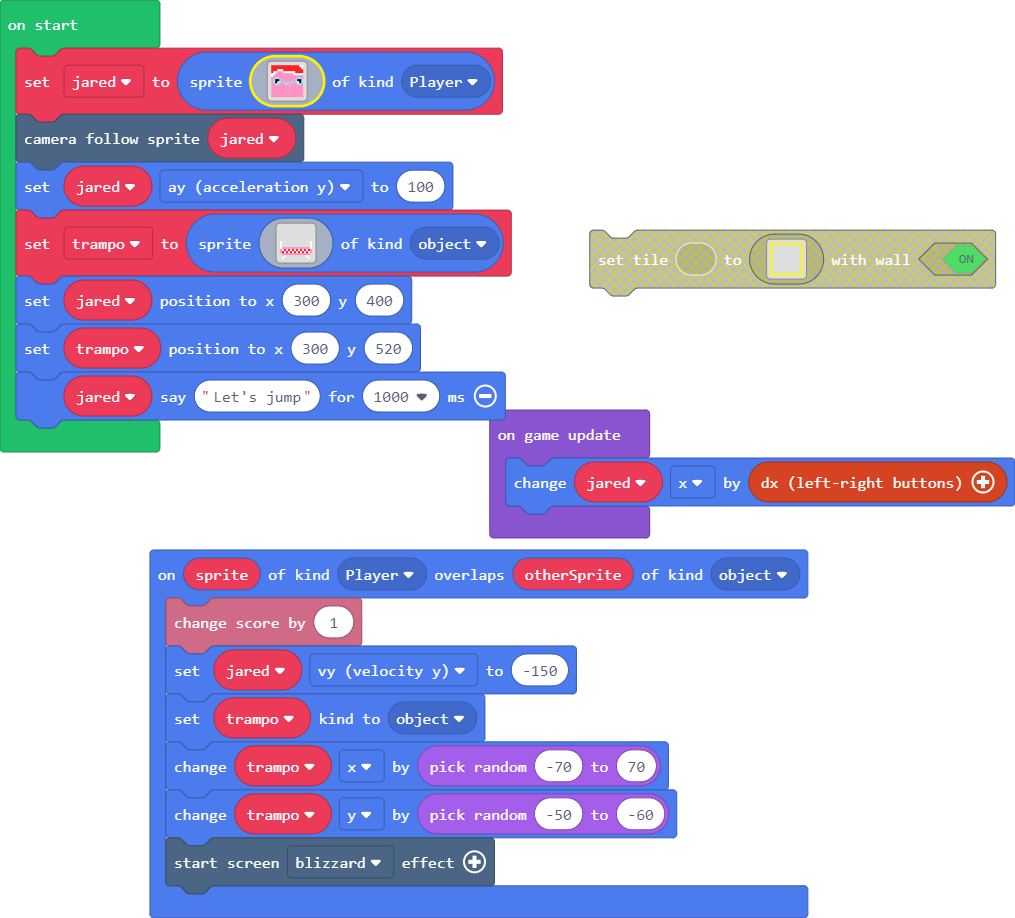 on start
set jared to sprite of kind Player
camera follow sprite jared
set jared ay (acceleration y) to 100
set trampo to sprite of kind object
set tile to with wall ON
set jared position to x 300 y 400
set trampo position to x 300 y 520
jared say "Let's jump" for 1000 ms
on game update
change jared x by dx (left-right buttons)
on sprite of kind Player overlaps otherSprite of kind object
change score by 1
set jared vy (velocity y) to -150
set trampo kind to object
change trampo x by pick random -70 to 70
change trampo y by pick random -50 to -60
start screen blizzard effect